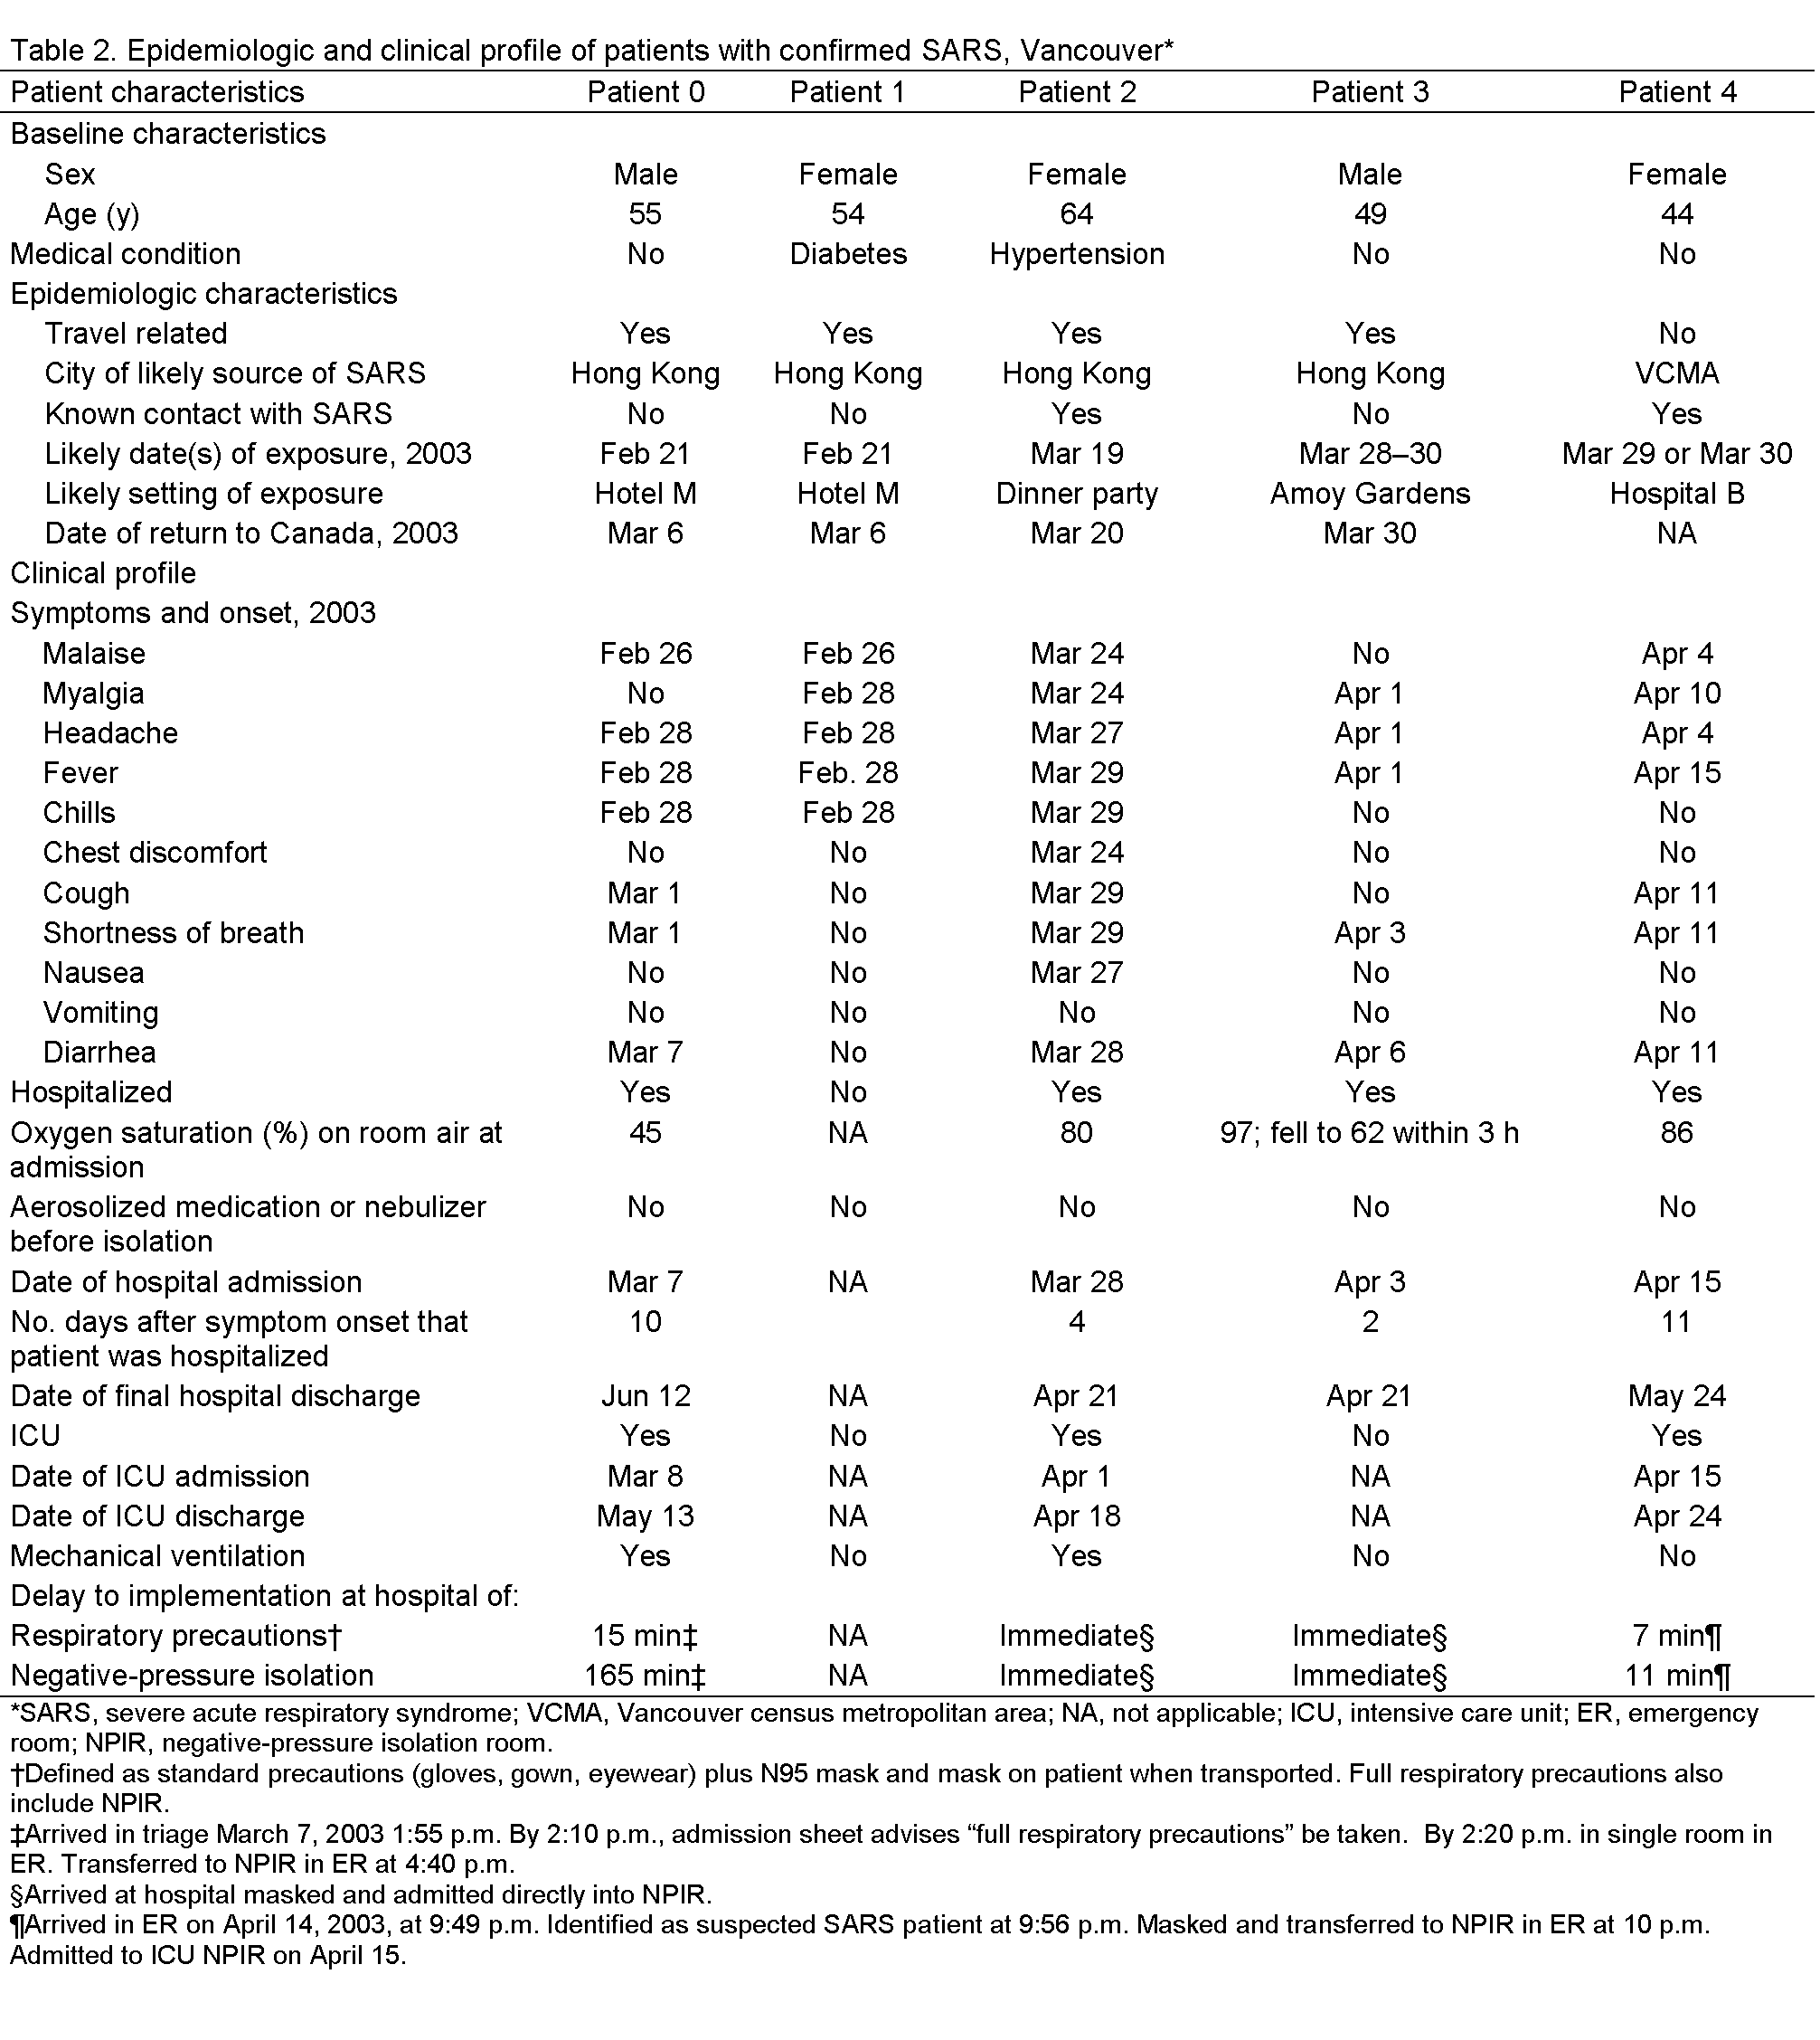 Table 2. Epidemiologic and clinical profile of patients with confirmed SARS, Vancouver*
Patient characteristics Patient 0 Patient 1 Patient 2 Patient 3 Patient 4
Baseline characteristics
Sex Male Female Female Male Female
Age (y) 55 54 64 49 44
Medical condition No Diabetes Hypertension No No
Epidemiologic characteristics
Travel related Yes Yes Yes Yes No
City of likely source of SARS Hong Kong Hong Kong Hong Kong Hong Kong VCMA
Known contact with SARS No No Yes No Yes
Likely date(s) of exposure, 2003 Feb 21 Feb 21 Mar 19 Mar 28–30 Mar 29 or Mar 30
Likely setting of exposure Hotel M Hotel M Dinner party Amoy Gardens Hospital B
Date of return to Canada, 2003 Mar 6 Mar 6 Mar 20 Mar 30 NA
Clinical profile
Symptoms and onset, 2003
Malaise Feb 26 Feb 26 Mar 24 No Apr 4
Myalgia No Feb 28 Mar 24 Apr 1 Apr 10
Headache Feb 28 Feb 28 Mar 27 Apr 1 Apr 4
Fever Feb 28 Feb. 28 Mar 29 Apr 1 Apr 15
Chills Feb 28 Feb 28 Mar 29 No No
Chest discomfort No No Mar 24 No No
Cough Mar 1 No Mar 29 No Apr 11
Shortness of breath Mar 1 No Mar 29 Apr 3 Apr 11
Nausea No No Mar 27 No No
Vomiting No No No No No
Diarrhea Mar 7 No Mar 28 Apr 6 Apr 11
Hospitalized Yes No Yes Yes Yes
Oxygen saturation (%) on room air at 45 NA 80 97; fell to 62 within 3 h 86
admission
Aerosolized medication or nebulizer No No No No No
before isolation
Date of hospital admission Mar 7 NA Mar 28 Apr 3 Apr 15
No. days after symptom onset that 10 4 2 11
patient was hospitalized
Date of final hospital discharge Jun 12 NA Apr 21 Apr 21 May 24
ICU Yes No Yes No Yes
Date of ICU admission Mar 8 NA Apr 1 NA Apr 15
Date of ICU discharge May 13 NA Apr 18 NA Apr 24
Mechanical ventilation Yes No Yes No No
Delay to implementation at hospital of:
Respiratory precautions† 15 min‡ NA Immediate§ Immediate§ 7 min¶
Negative-pressure isolation 165 min‡ NA Immediate§ Immediate§ 11 min¶
*SARS, severe acute respiratory syndrome; VCMA, Vancouver census metropolitan area; NA, not applicable; ICU, intensive care unit; ER, emergency
room; NPIR, negative-pressure isolation room.
†Defined as standard precautions (gloves, gown, eyewear) plus N95 mask and mask on patient when transported. Full respiratory precautions also
include NPIR.
‡Arrived in triage March 7, 2003 1:55 p.m. By 2:10 p.m., admission sheet advises “full respiratory precautions” be taken. By 2:20 p.m. in single room in
ER. Transferred to NPIR in ER at 4:40 p.m.
§Arrived at hospital masked and admitted directly into NPIR.
¶Arrived in ER on April 14, 2003, at 9:49 p.m. Identified as suspected SARS patient at 9:56 p.m. Masked and transferred to NPIR in ER at 10 p.m.
Admitted to ICU NPIR on April 15.